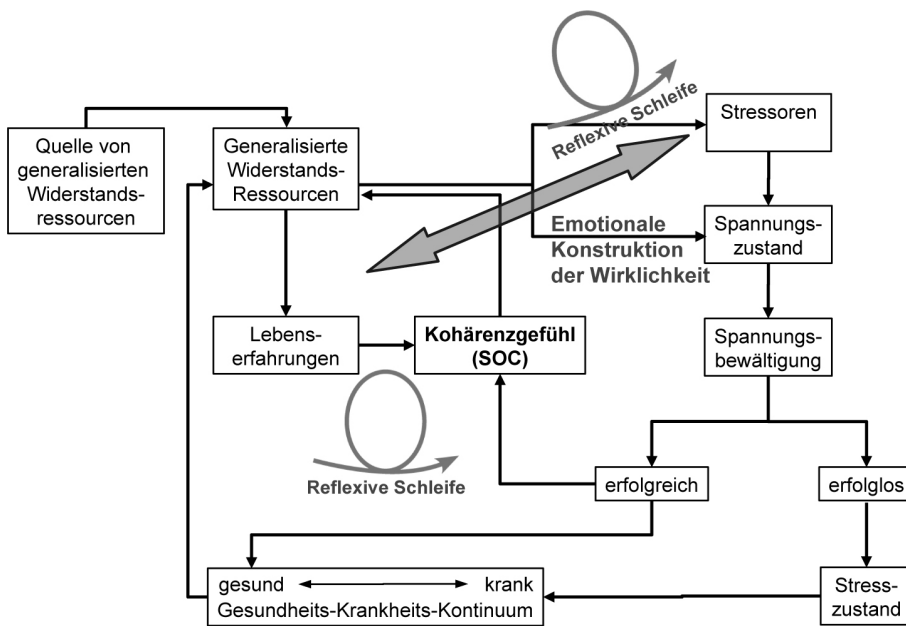 Reflexive Schleife
Stressoren
Quelle von
generalisierten
Widerstands-
ressourcen
Generalisierte
Widerstands-
Ressourcen
Emotionale
Konstruktion
der Wirklichkeit
Spannungs-
zustand
Lebens-
erfahrungen
Kohärenzgefühl
(SOC)
Spannungs-
bewältigung
Reflexive Schleife
erfolgreich
erfolglos
gesund krank
Gesundheits-Krankheits-Kontinuum
Stress-
zustand